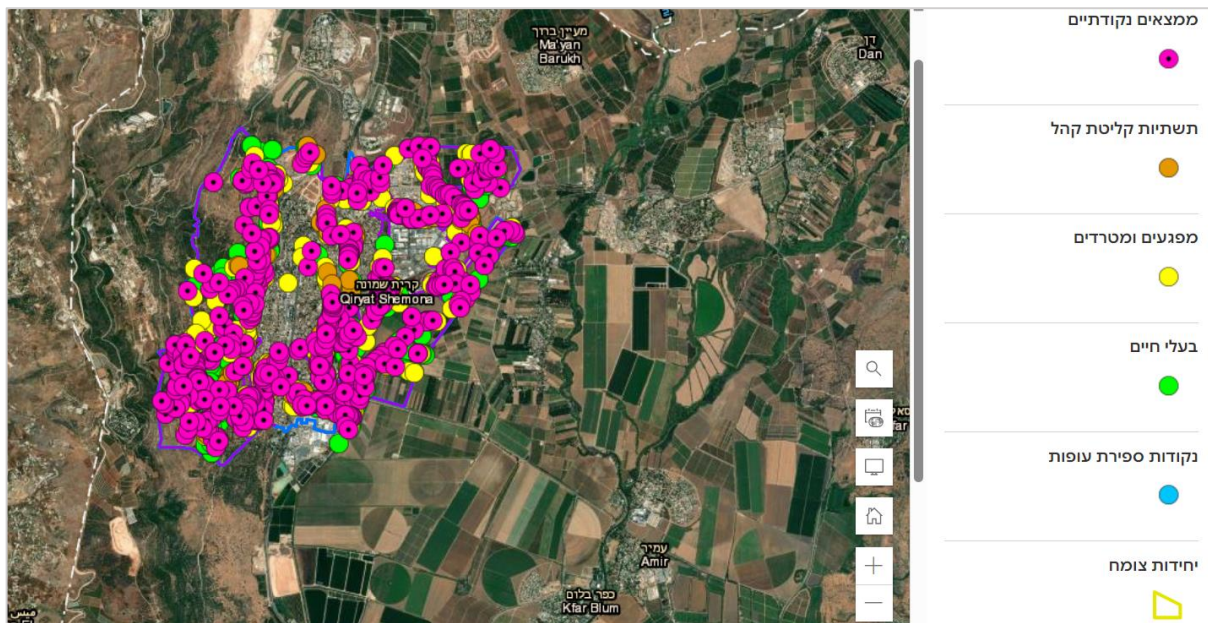 מעיין ברוך
Ma'yan
Barukh
דן
Dan
קרית שמונה
Qiryat Shemona
עמיר
Amir
כפר בלום
Kfar Blum
ميس
ממצאים נקודתיים
תשתיות קליטת קהל
מפגעים ומטרדים
בעלי חיים
נקודות ספירת עופות
יחידות צומח